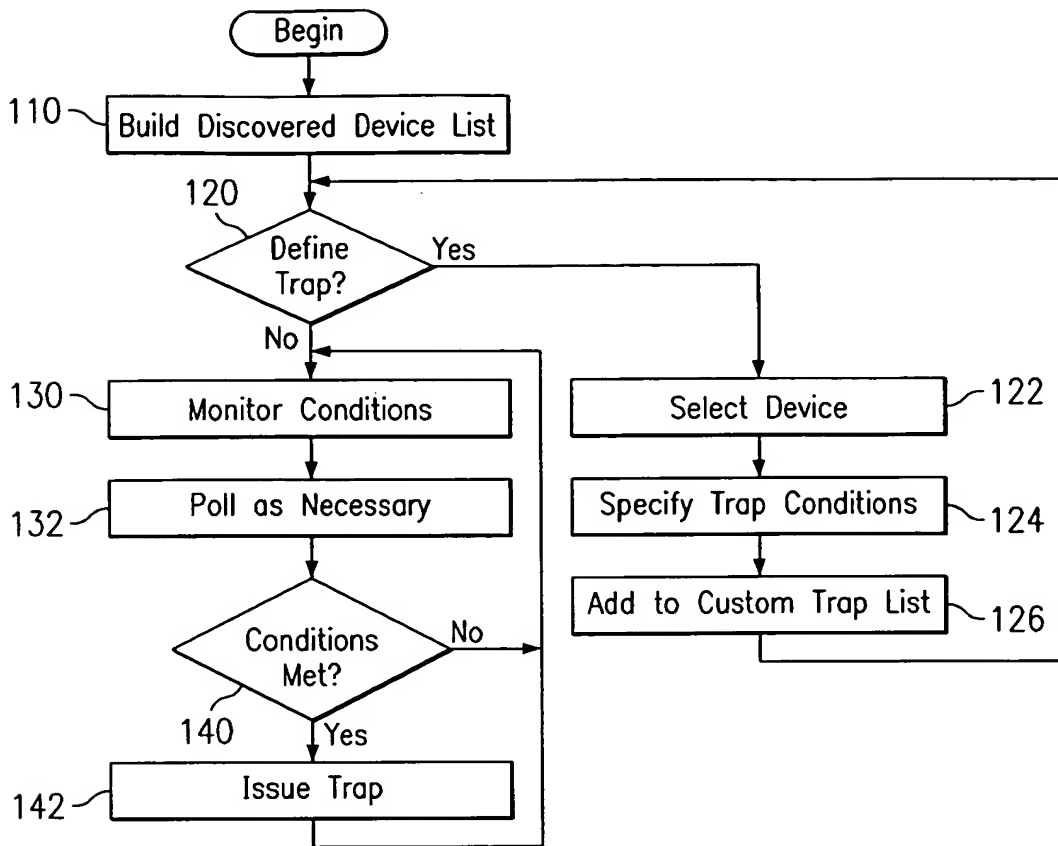 Begin
110
Build Discovered Device List
120
Define
Trap?
Yes
No
130
Monitor Conditions
Select Device
122
132
Poll as Necessary
Specify Trap Conditions
124
Add to Custom Trap List
126
Conditions
Met?
No
140
Yes
142
Issue Trap